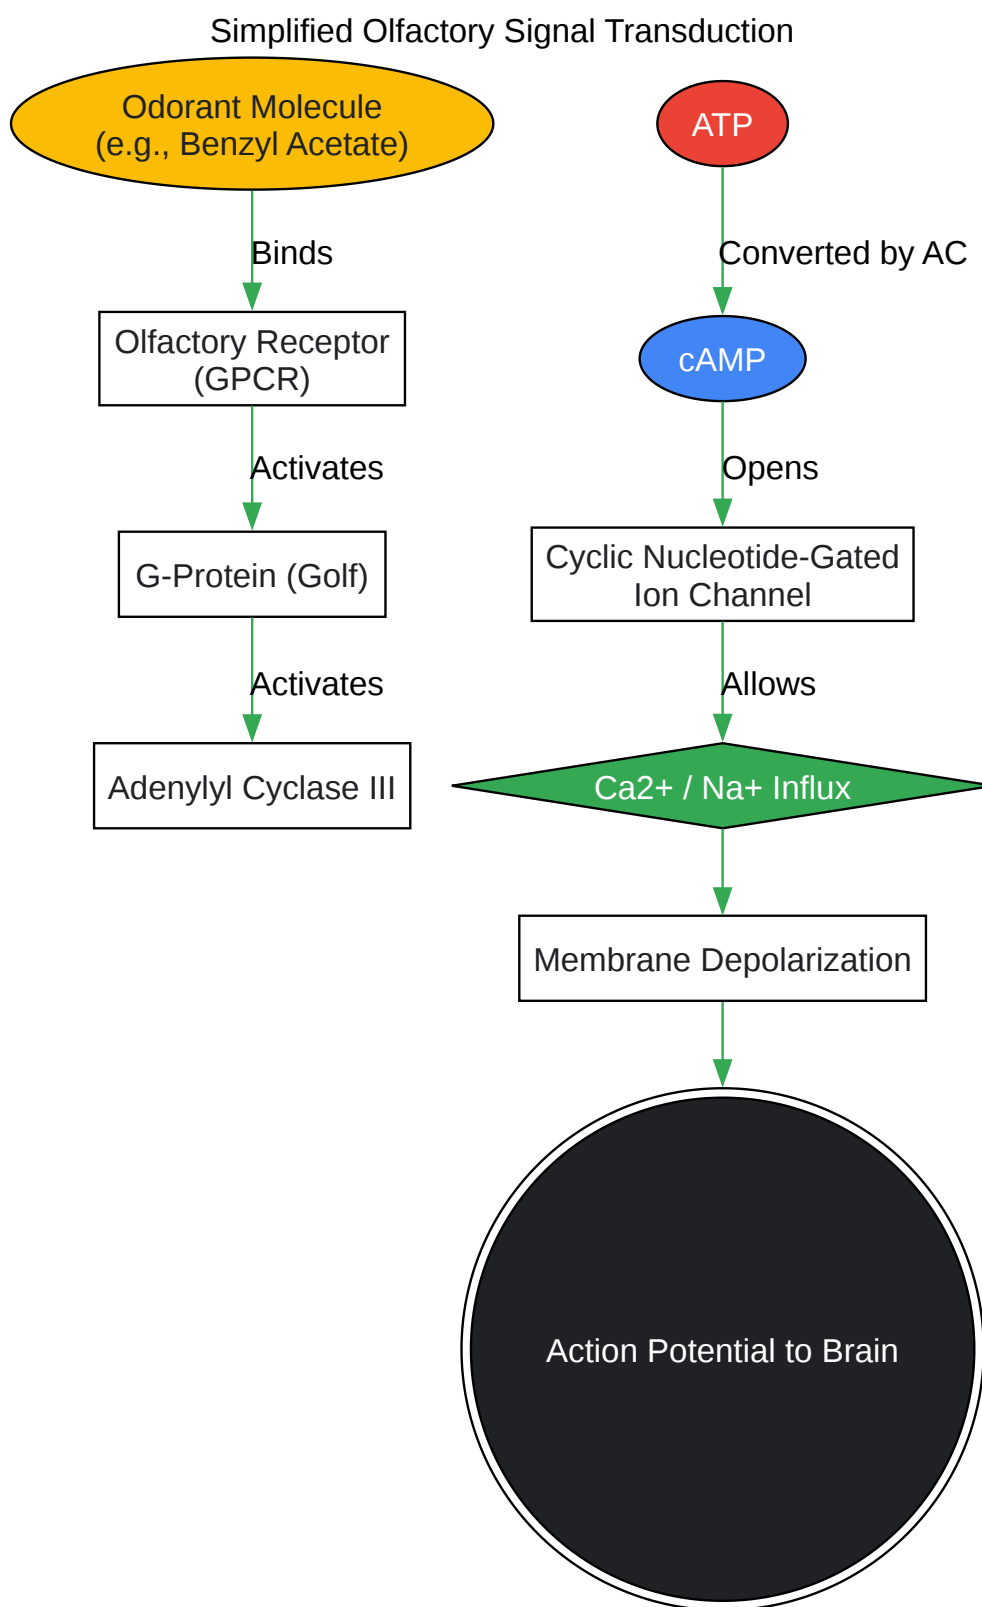 Simplified Olfactory Signal Transduction
Odorant Molecule
(e.g., Benzyl Acetate)
Binds
Olfactory Receptor
(GPCR)
Activates
G-Protein (Golf)
Activates
Adenylyl Cyclase III
ATP
Converted by AC
cAMP
Opens
Cyclic Nucleotide-Gated
Ion Channel
Allows
Ca2+ / Na+ Influx
Membrane Depolarization
Action Potential to Brain